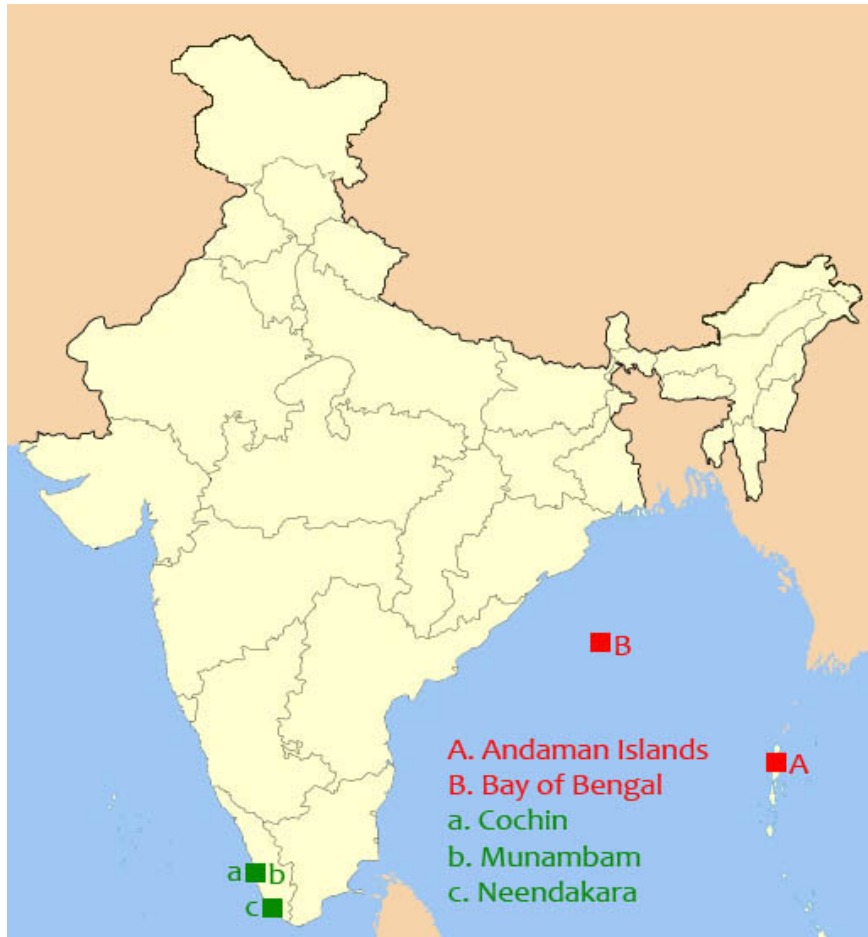 B
A. Andaman Islands
A
B. Bay of Bengal
a. Cochin
b. Munambam
a b
c. Neendakara
c